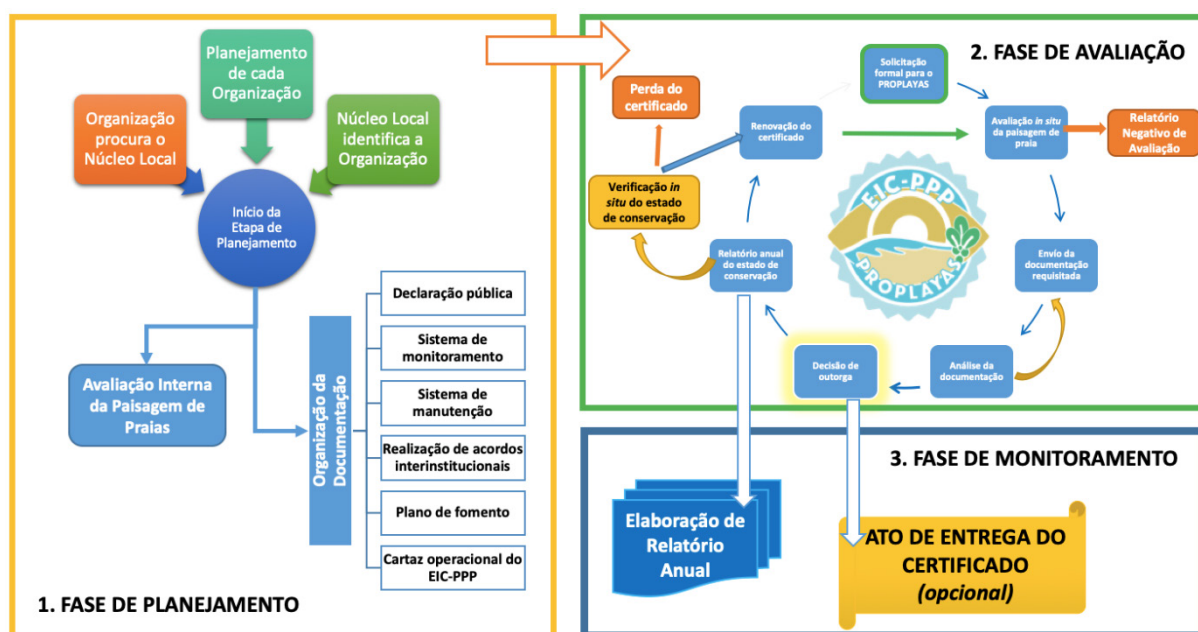 Planejamento
de cada
Organização
Organização
procura o
Núcleo Local
Núcleo Local
identifica a
Organização
Início da
Etapa de
Planejamento
Avaliação Interna
da Paisagem de
Praias
Organização da
Documentação
Declaração pública
Sistema de
monitoramento
Sistema de
manutenção
Realização de acordos
interinstitucionais
Plano de fomento
Cartaz operacional do
EIC-PPP
1. FASE DE PLANEJAMENTO
2. FASE DE AVALIAÇÃO
Solicitação
formal para o
PROPLAYAS
Perda do
certificado
Renovação do
certificado
Avaliação in situ
da paisagem de
praia
Relatório
Negativo de
Avaliação
Verificação in
situ do estado
de conservação
EIC-PPP
PROPLAYAS
Relatório anual
do estado de
conservação
Envío da
documentação
requisitada
Decisão de
outorga
Análise da
documentação
3. FASE DE MONITORAMENTO
Elaboração de
Relatório
Anual
ATO DE ENTREGA DO
CERTIFICADO
(opcional)